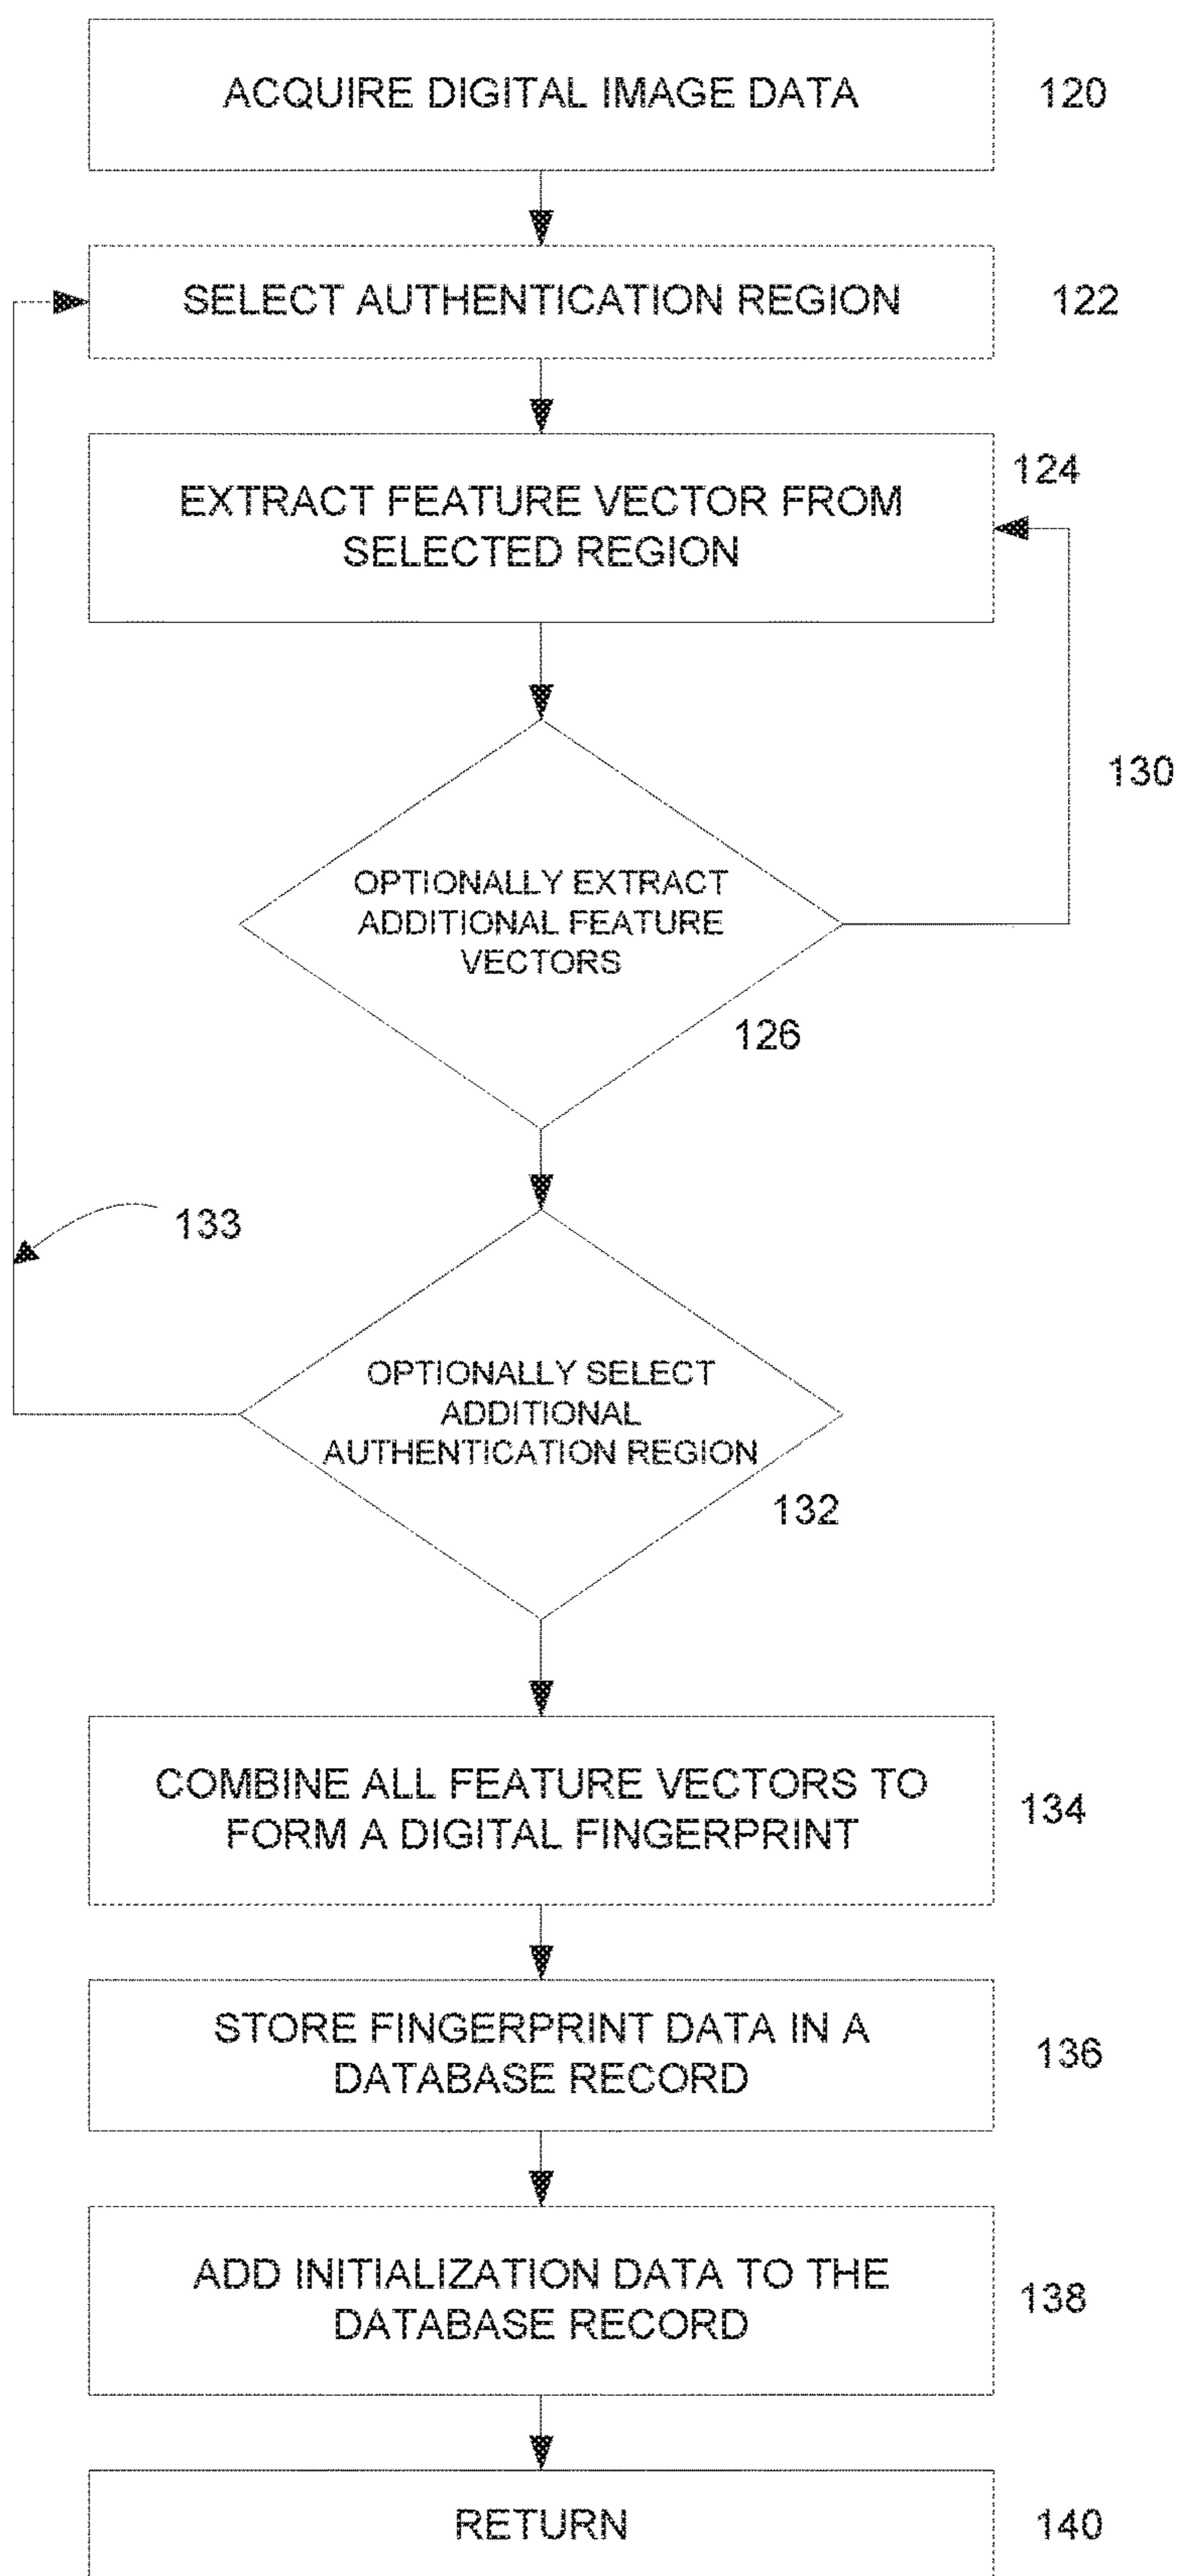 ACQUIRE DIGITAL IMAGE DATA
120
SELECT AUTHENTICATION REGION
122
124
EXTRACT FEATURE VECTOR FROM
SELECTED REGION
130
OPTIONALLY EXTRACT
ADDITIONAL FEATURE
VECTORS
126
133
OPTIONALLY SELECT
ADDITIONAL
AUTHENTICATION REGION
132
COMBINE ALL FEATURE VECTORS TO
FORM A DIGITAL FINGERPRINT
134
STORE FINGERPRINT DATA IN A
DATABASE RECORD
136
ADD INITIALIZATION DATA TO THE
DATABASE RECORD
138
RETURN
140